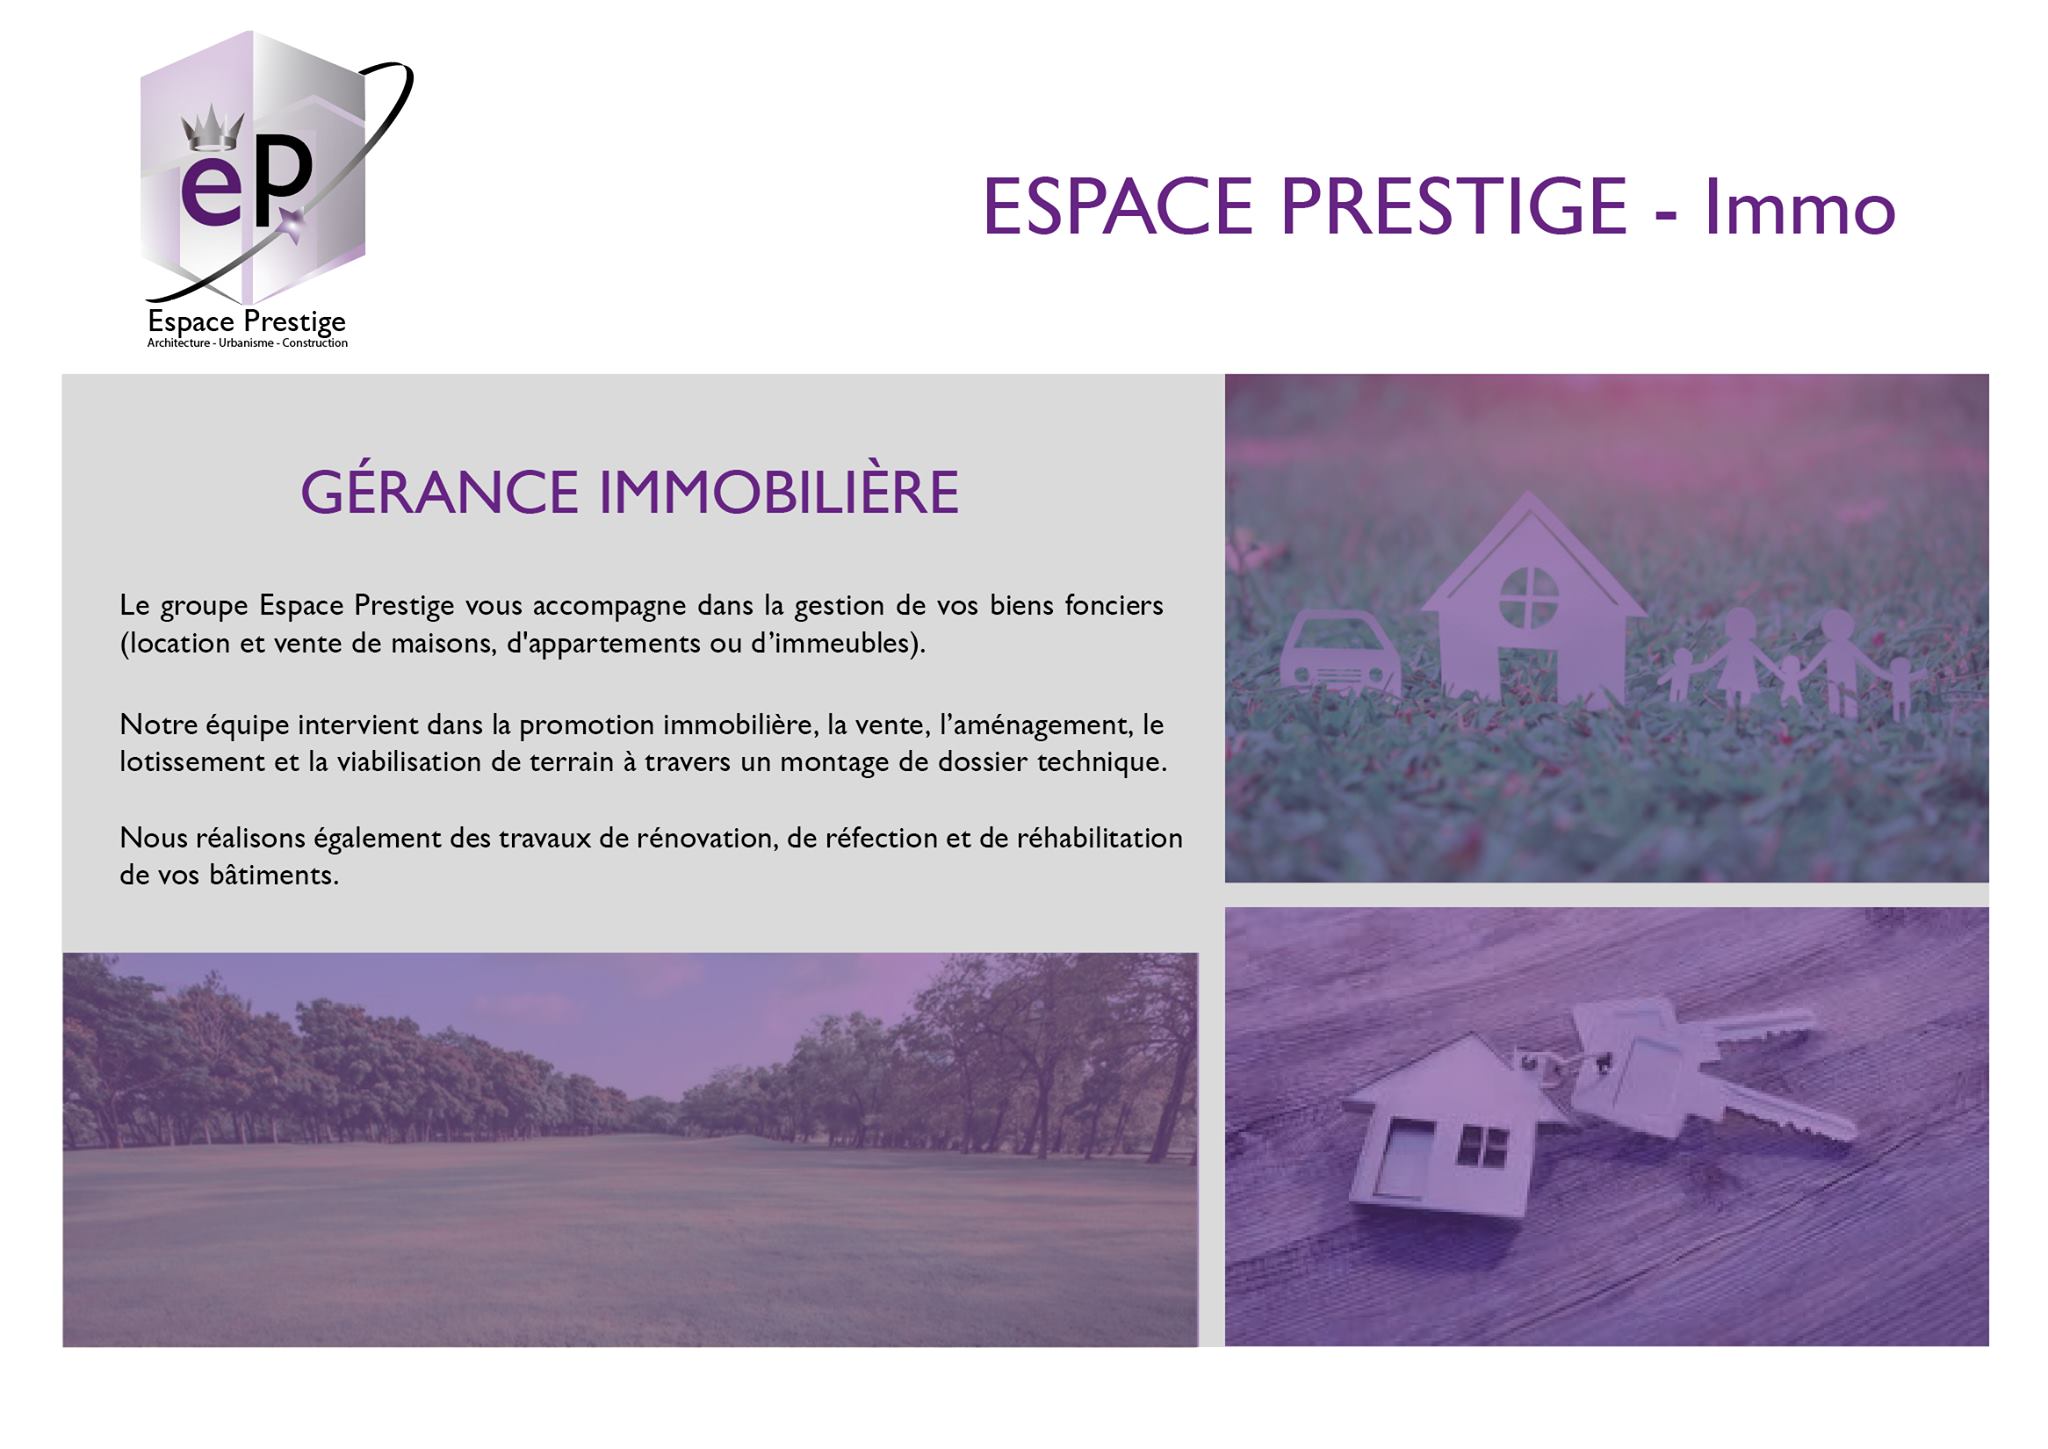 eP
Espace Prestige
Architecture - Urbanisme - Construction
ESPACE PRESTIGE - Immo
GÉRANCE IMMOBILIÈRE
Le groupe Espace Prestige vous accompagne dans la gestion de vos biens fonciers
(location et vente de maisons, d'appartements ou d’immeubles).
Notre équipe intervient dans la promotion immobilière, la vente, l’aménagement, le
lotissement et la viabilisation de terrain à travers un montage de dossier technique.
Nous réalisons également des travaux de rénovation, de réfection et de réhabilitation
de vos bâtiments.